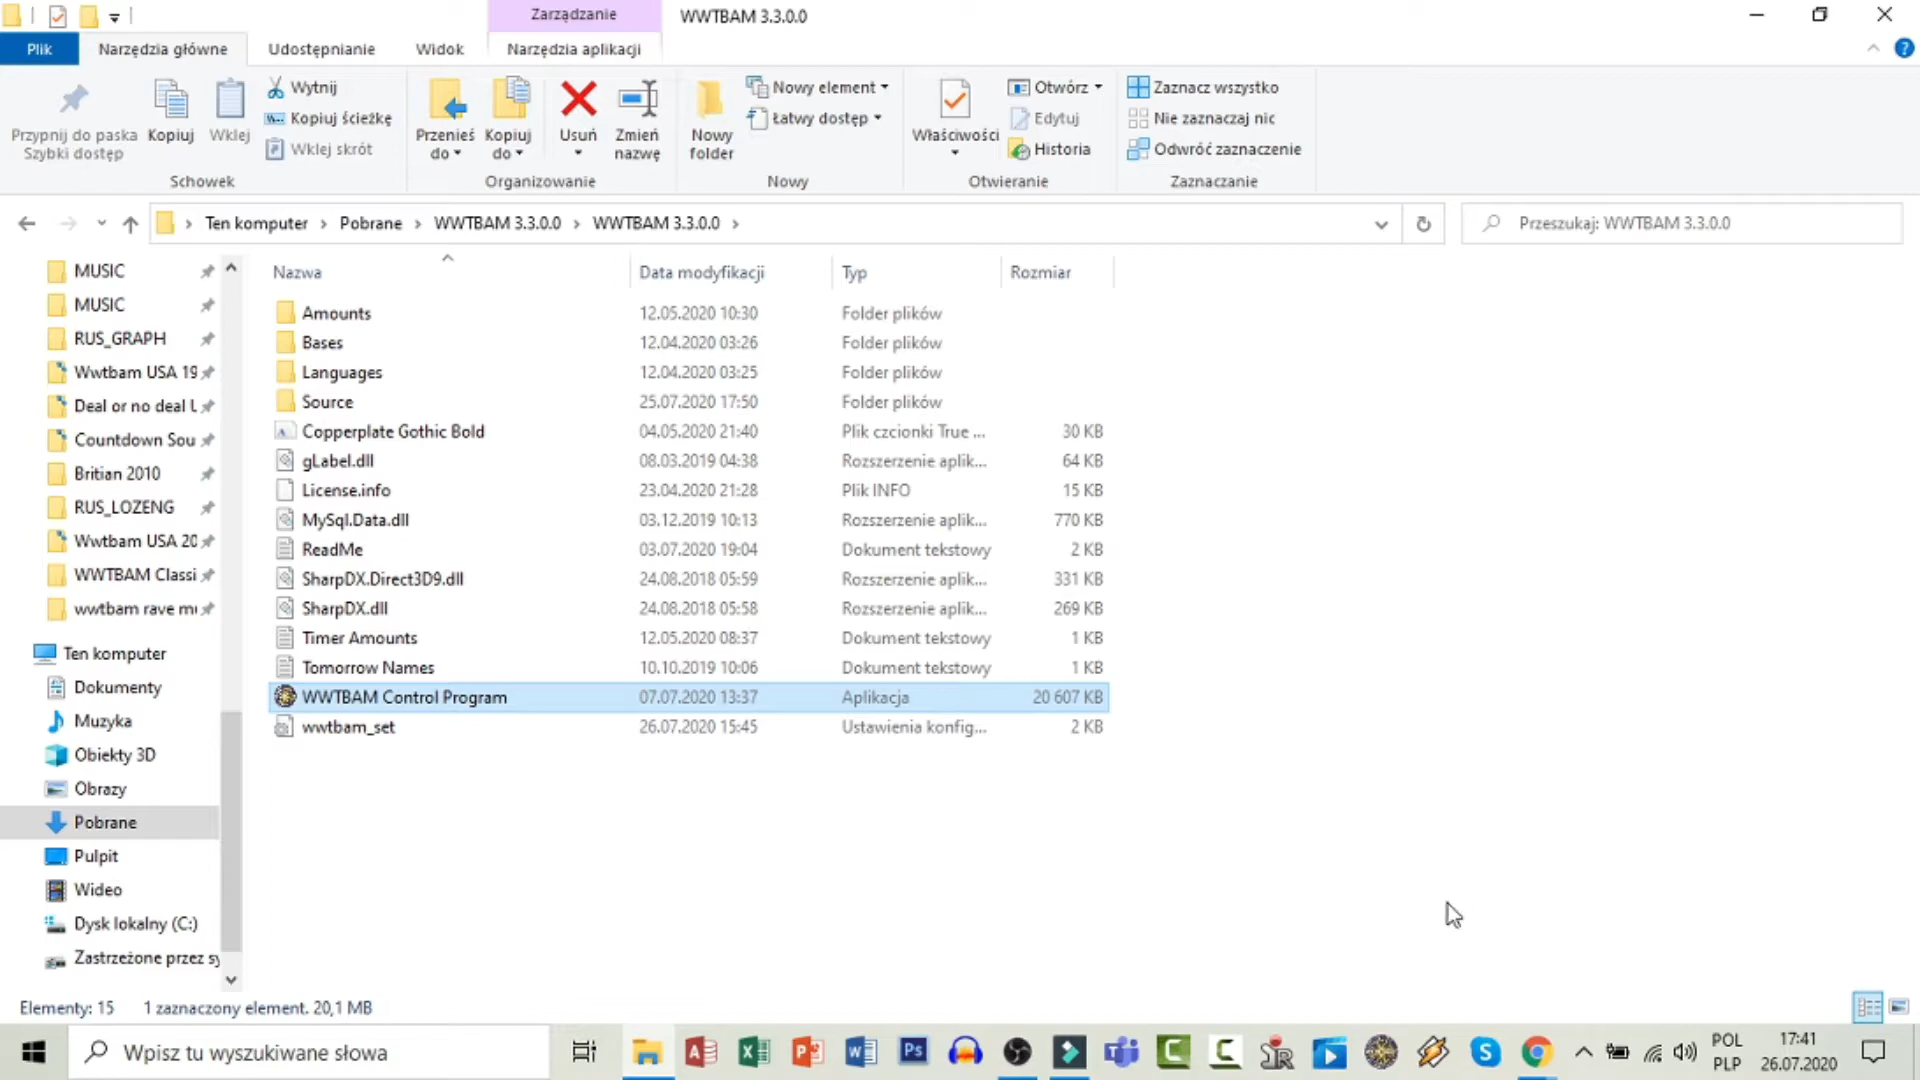 Zarządzanie
WWTBAM 3.3.0.0
Plik
Narzędzia główne
Udostępnianie
Widok
Narzędzia aplikacji
Przypnij do paska
Szybki dostęp
Kopiuj
Wklej
Wytnij
Kopiuj ścieżkę
Wklej skrót
Schowek
Przenieś
do
Kopiuj
do
Usuń
Zmień
nazwę
Organizowanie
Nowy
folder
Nowy element
Łatwy dostęp
Nowy
Właściwości
Otwórz
Edytuj
Historia
Otwieranie
Zaznacz wszystko
Nie zaznaczaj nic
Odwróć zaznaczenie
Zaznaczanie
Ten komputer > Pobrane > WWTBAM 3.3.0.0 > WWTBAM 3.3.0.0 >
Przeszukaj: WWTBAM 3.3.0.0
MUSIC
MUSIC
RUS_GRAPH
Wwtbam USA 19
Deal or no deal U
Countdown Sou
Britian 2010
RUS_LOZENG
Wwtbam USA 20
WWTBAM Classi
wwtbam rave mu
Ten komputer
Dokumenty
Muzyka
Obiekty 3D
Obrazy
Pobrane
Pulpit
Wideo
Dysk lokalny (C:)
Zastrzeżone przez sy
Nazwa Data modyfikacji Typ Rozmiar
Amounts 12.05.2020 10:30 Folder plików
Bases 12.04.2020 03:26 Folder plików
Languages 12.04.2020 03:25 Folder plików
Source 25.07.2020 17:50 Folder plików
Copperplate Gothic Bold 04.05.2020 21:40 Plik czcionki True ... 30 KB
gLabel.dll 08.03.2019 04:38 Rozszerzenie aplik... 64 KB
License.info 23.04.2020 21:28 Plik INFO 15 KB
MySql.Data.dll 03.12.2019 10:13 Rozszerzenie aplik... 770 KB
ReadMe 03.07.2020 19:04 Dokument tekstowy 2 KB
SharpDX.Direct3D9.dll 24.08.2018 05:59 Rozszerzenie aplik... 331 KB
SharpDX.dll 24.08.2018 05:58 Rozszerzenie aplik... 269 KB
Timer Amounts 12.05.2020 08:37 Dokument tekstowy 1 KB
Tomorrow Names 10.10.2019 10:06 Dokument tekstowy 1 KB
WWTBAM Control Program 07.07.2020 13:37 Aplikacja 20 607 KB
wwtbam_set 26.07.2020 15:45 Ustawienia konfig... 2 KB
Elementy: 15 1 zaznaczony element. 20,1 MB
Wpisz tu wyszukiwane słowa
POL
PLP
17:41
26.07.2020